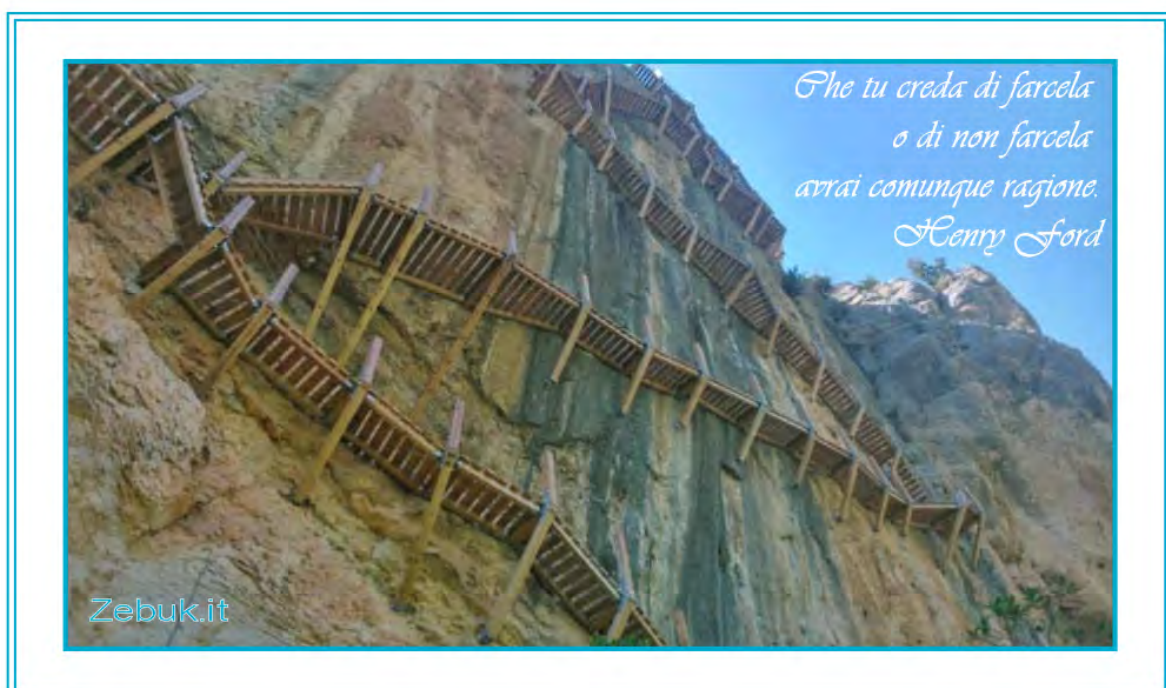 Che tu creda di farcela
o di non farcela
avrai comunque ragione.
Henry Ford
Zebuk.it